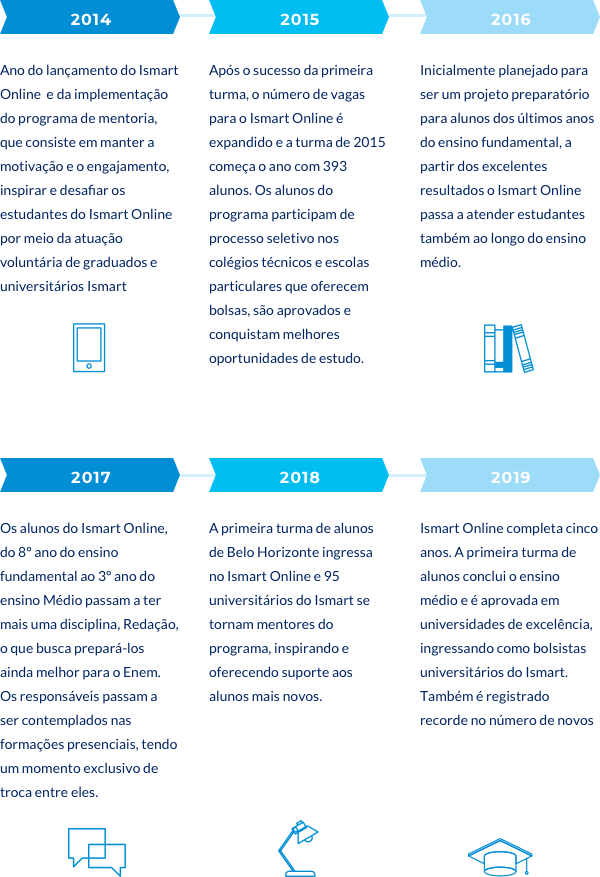 2014
Ano do lançamento do Ismart
Online e da implementação
do programa de mentoria,
que consiste em manter a
motivação e o engajamento,
inspirar e desafiar os
estudantes do Ismart Online
por meio da atuação
voluntária de graduados e
universitários Ismart
2015
Após o sucesso da primeira
turma, o número de vagas
para o Ismart Online é
expandido e a turma de 2015
começa o ano com 393
alunos. Os alunos do
programa participam de
processo seletivo nos
colégios técnicos e escolas
particulares que oferecem
bolsas, são aprovados e
conquistam melhores
oportunidades de estudo.
2016
Inicialmente planejado para
ser um projeto preparatório
para alunos dos últimos anos
do ensino fundamental, a
partir dos excelentes
resultados o Ismart Online
passa a atender estudantes
também ao longo do ensino
médio.
2017
Os alunos do Ismart Online,
do 8º ano do ensino
fundamental ao 3º ano do
ensino Médio passam a ter
mais uma disciplina, Redação,
o que busca prepará-los
ainda melhor para o Enem.
Os responsáveis passam a
ser contemplados nas
formações presenciais, tendo
um momento exclusivo de
troca entre eles.
2018
A primeira turma de alunos
de Belo Horizonte ingressa
no Ismart Online e 95
universitários do Ismart se
tornam mentores do
programa, inspirando e
oferecendo suporte aos
alunos mais novos.
2019
Ismart Online completa cinco
anos. A primeira turma de
alunos conclui o ensino
médio e é aprovada em
universidades de excelência,
ingressando como bolsistas
universitários do Ismart.
Também é registrado
recorde no número de novos